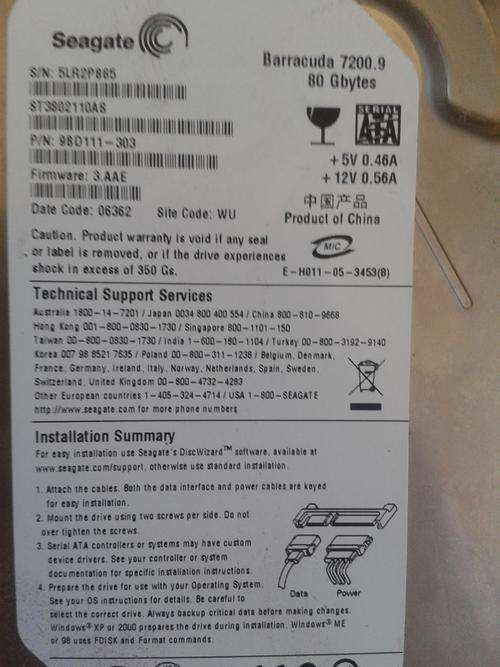 Seagate
Barracuda 7200.9
80 Gbytes
S/N: 5LR2P865
ST3802110AS
SERIAL
ATA
P/N: 9BD111-303
+5V 0.46A
+12V 0.56A
Firmware: 3.AAE
中国产品
Product of China
Date Code: 06362 Site Code: WU
Caution. Product warranty is void if any seal
or label is removed, or if the drive experiences
shock in excess of 350 Gs.
MIC
E-H011-05-3453(B)
Technical Support Services
Australia 1800-14-7201 / Japan 0034 800 400 554 / China 800-810-9668
Hong Kong 001-800-0830-1730 / Singapore 800-1101-150
Taiwan 00-800-0830-1730 / India 1-600-180-1104 / Turkey 00-800-3192-9140
Korea 007 98 8521 7635 / Poland 00-800-311-1238 / Belgium, Denmark,
France, Germany, Ireland, Italy, Norway, Netherlands, Spain, Sweden,
Switzerland, United Kingdom 00-800-4732-4283
Other European countries 1-405-324-4714 / USA 1-800-SEAGATE
http://www.seagate.com for more phone numbers
Installation Summary
For easy installation use Seagate's DiscWizard™ software, available at
www.seagate.com/support, otherwise use standard installation.
1. Attach the cables. Both the data interface and power cables are keyed
for easy installation.
2. Mount the drive using two screws per side. Do not
over tighten the screws.
3. Serial ATA controllers or systems may have custom
device drivers. See your controller or system
documentation for specific installation instructions.
4. Prepare the drive for use with your Operating System.
See your OS instructions for details. Be careful to
select the correct drive. Always backup critical data before making changes.
Windows® XP or 2000 prepares the drive during installation. Windows® ME
or 98 uses FDISK and Format commands.
Data Power